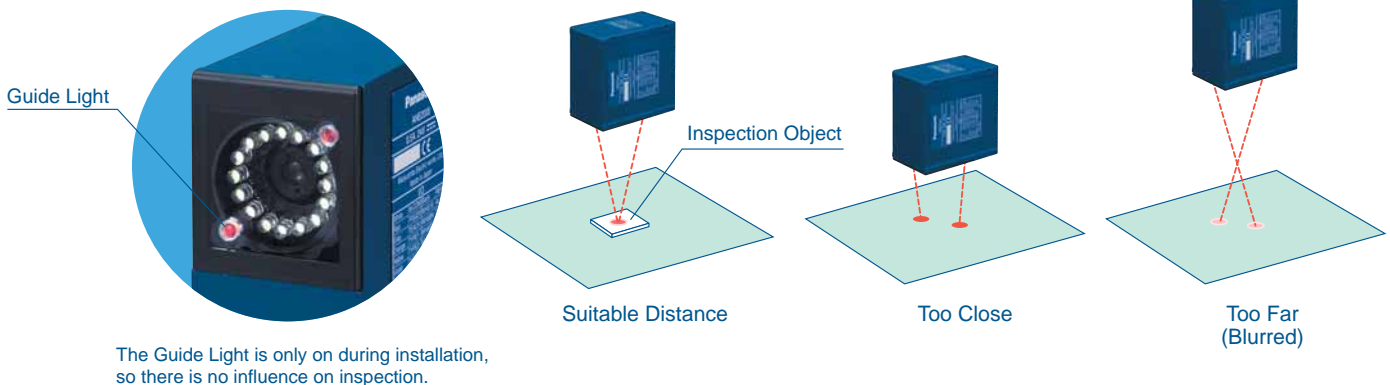 Guide Light
Inspection Object
Suitable Distance
Too Close
Too Far
(Blurred)
The Guide Light is only on during installation,
so there is no influence on inspection.
Panasonic